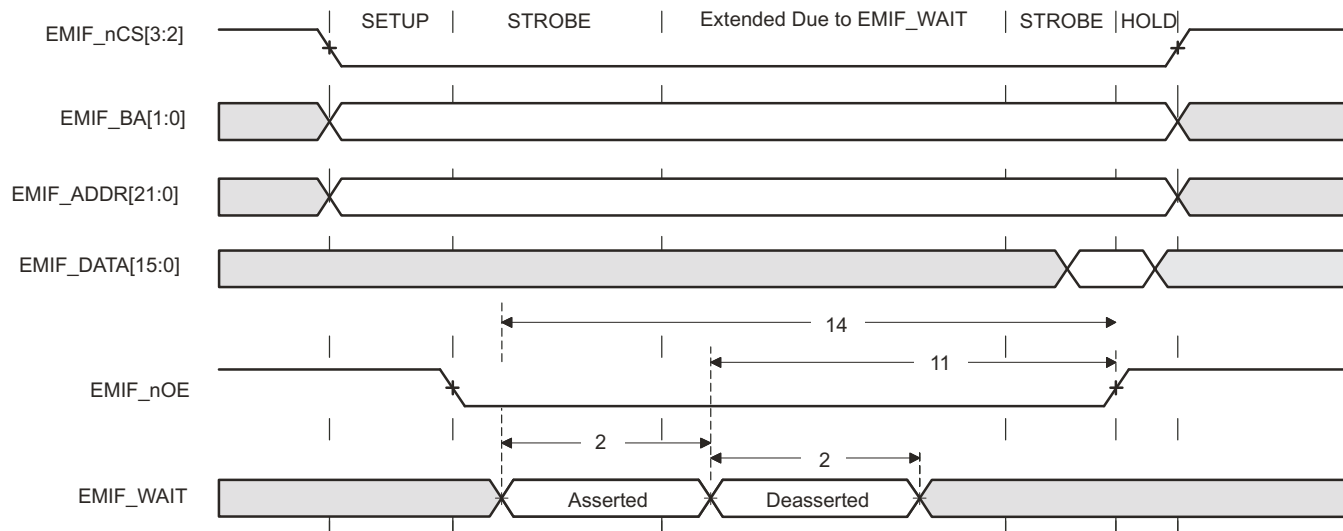 SETUP STROBE Extended Due to EMIF_WAIT STROBE HOLD
EMIF_nCS[3:2]
EMIF_BA[1:0]
EMIF_ADDR[21:0]
EMIF_DATA[15:0]
14
11
EMIF_nOE
2
2
EMIF_WAIT Asserted Deasserted